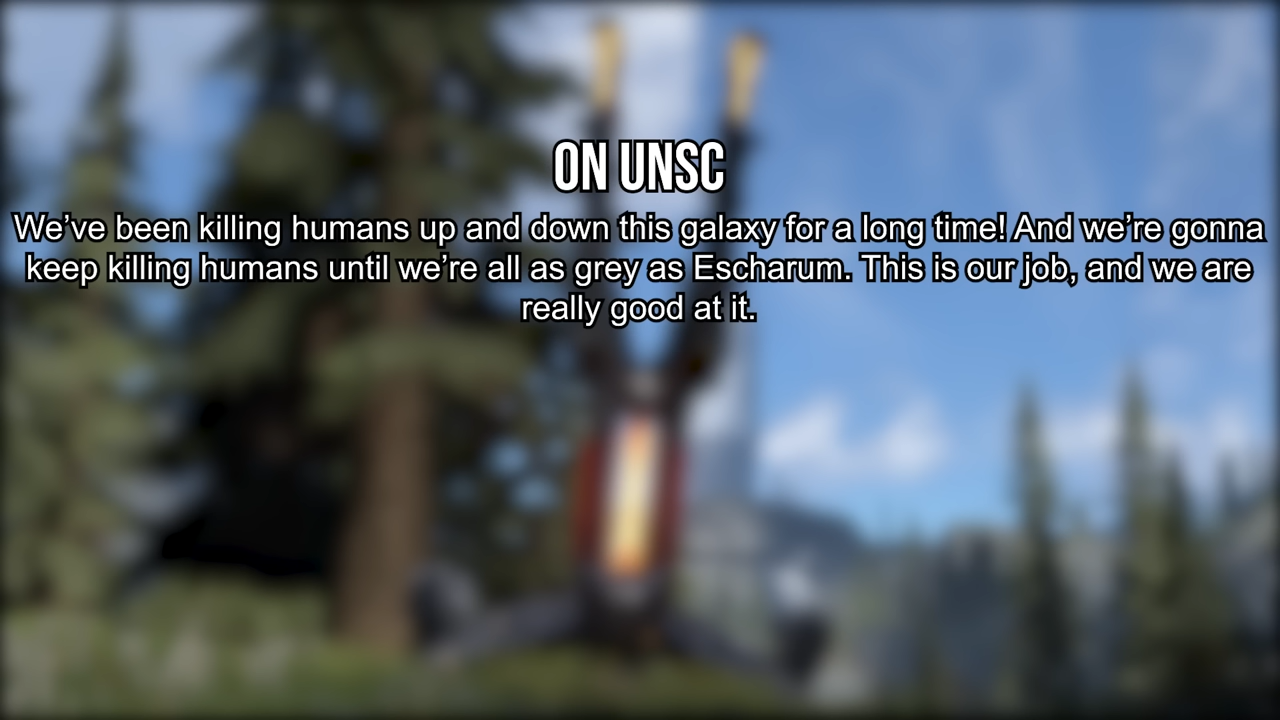 ON UNSC
We’ve been killing humans up and down this galaxy for a long time! And we’re gonna
keep killing humans until we’re all as grey as Escharum. This is our job, and we are
really good at it.